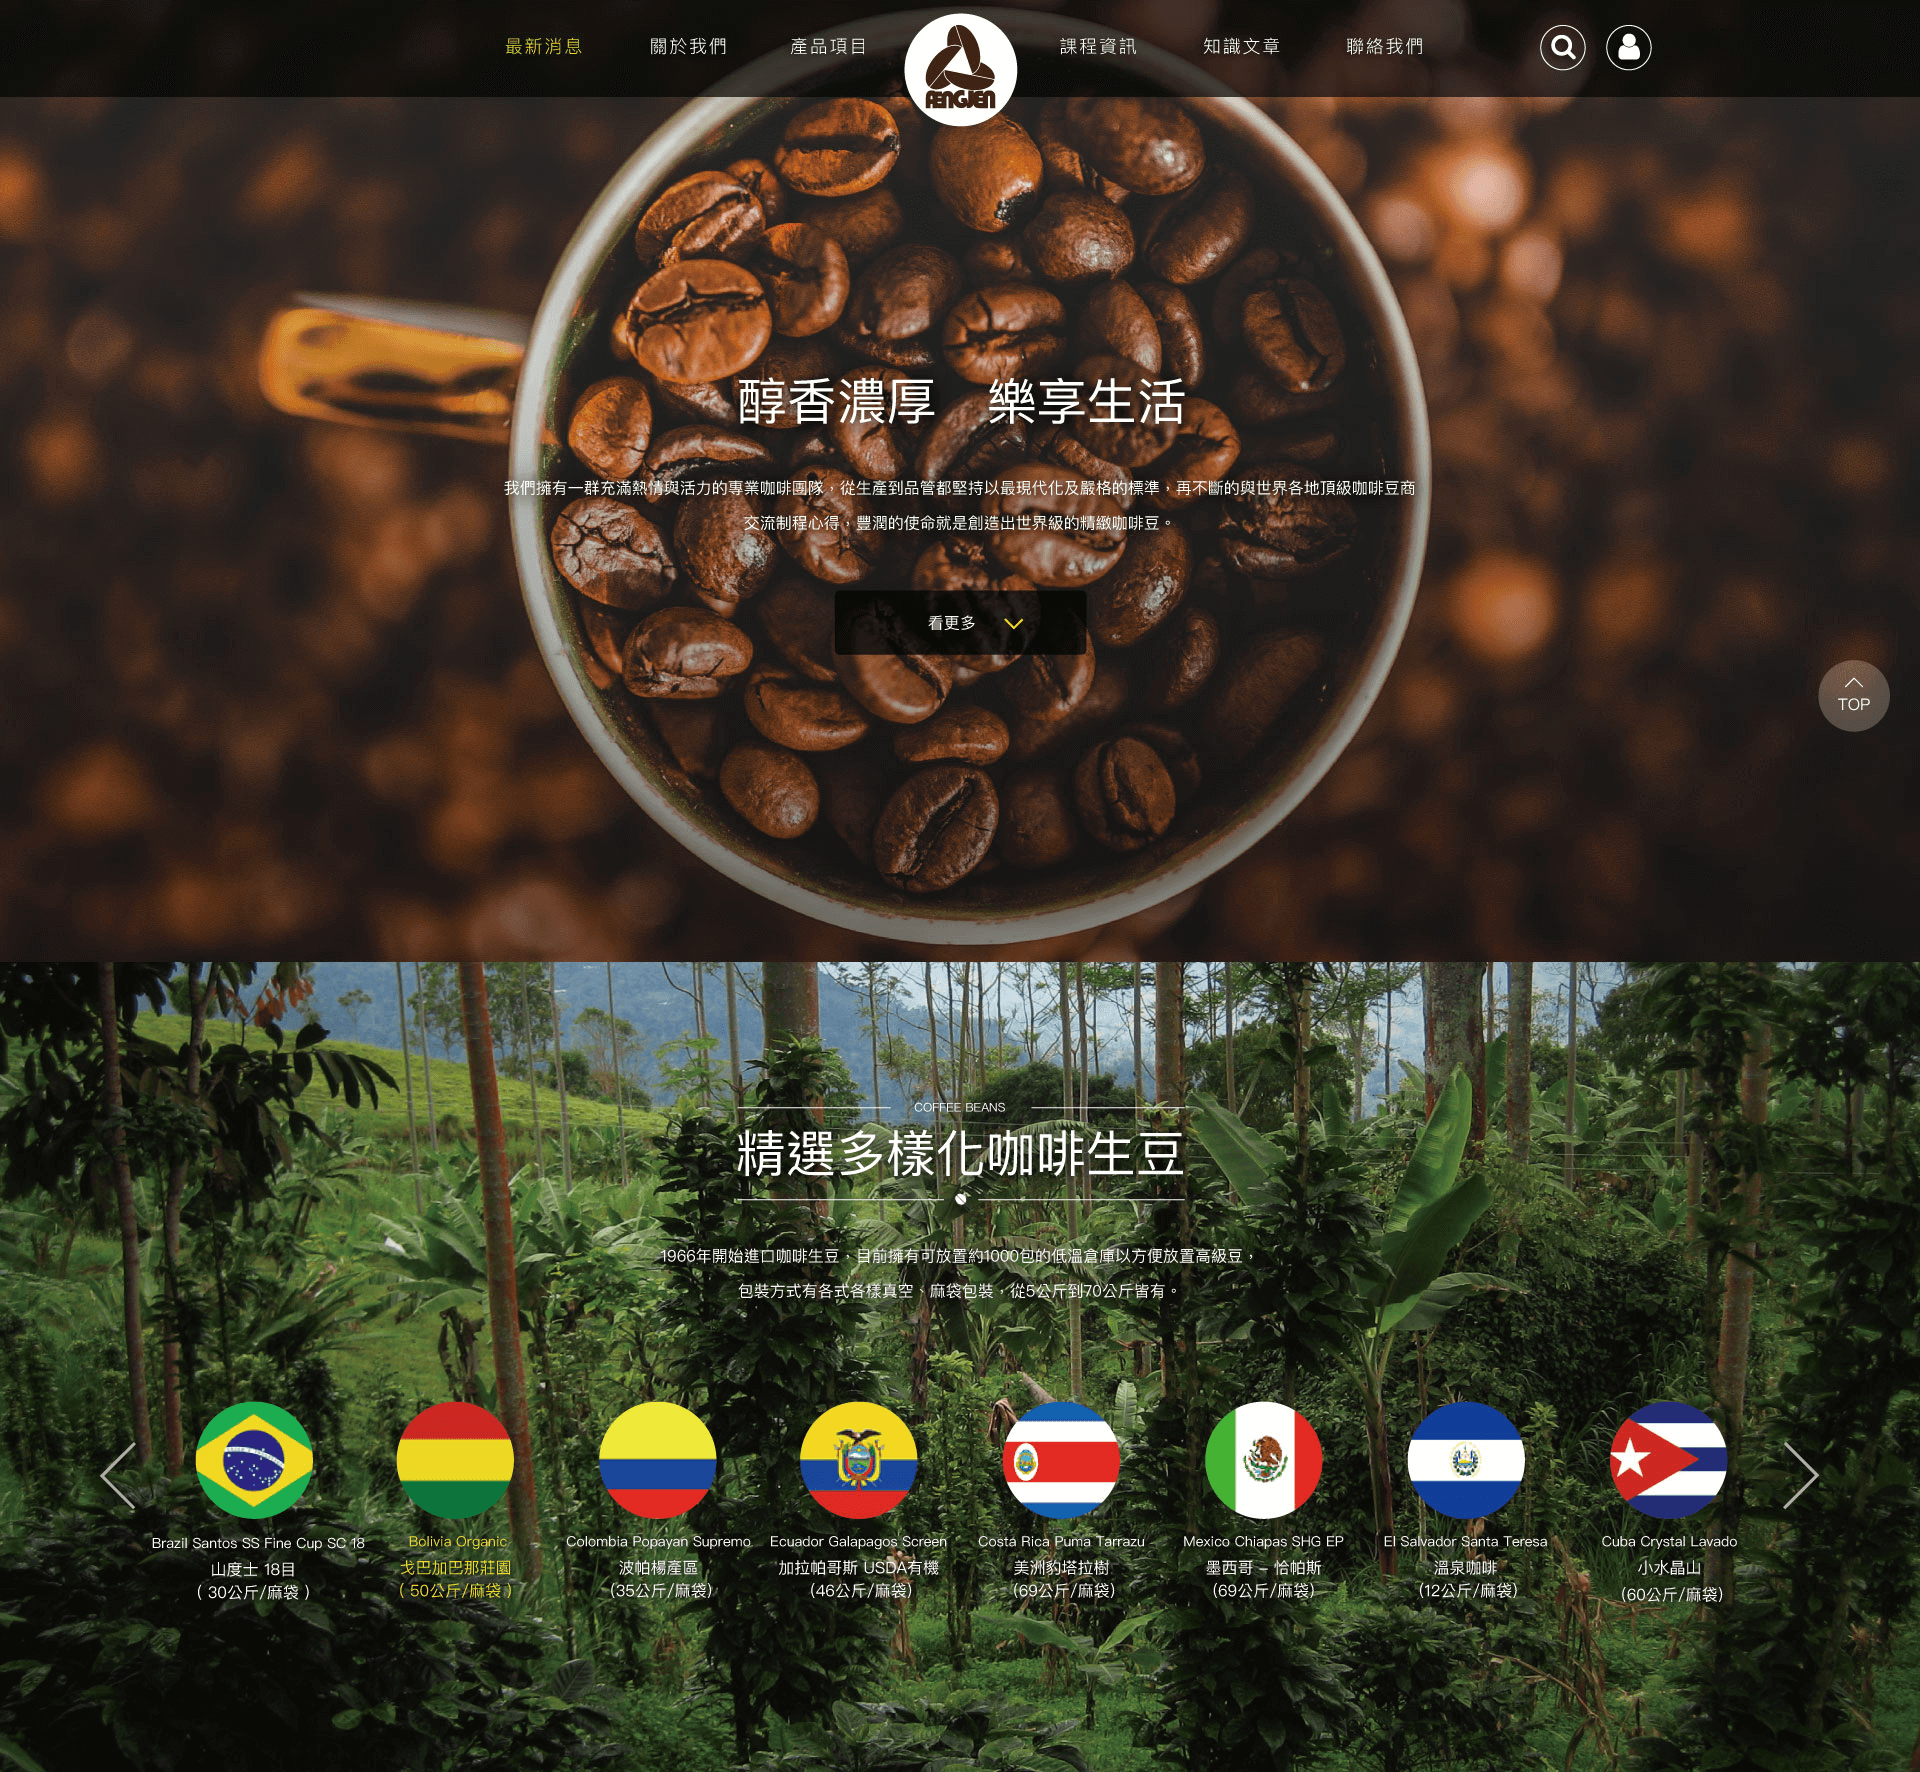 最新消息
關於我們
產品項目
FENGJEN
課程資訊
知識文章
聯絡我們
醇香濃厚　樂享生活
我們擁有一群充滿熱情與活力的專業咖啡團隊，從生產到品管都堅持以最現代化及嚴格的標準，再不斷的與世界各地頂級咖啡豆商
交流制程心得，豐潤的使命就是創造出世界級的精緻咖啡豆。
看更多
TOP
COFFEE BEANS
精選多樣化咖啡生豆
1966年開始進口咖啡生豆，目前擁有可放置約1000包的低溫倉庫以方便放置高級豆，
包裝方式有各式各樣真空、麻袋包裝，從5公斤到70公斤皆有。
Brazil Santos SS Fine Cup SC 18
山度士 18目
( 30公斤/麻袋 )
Bolivia Organic
戈巴加巴那莊園
( 50公斤/麻袋 )
Colombia Popayan Supremo
波帕楊產區
(35公斤/麻袋)
Ecuador Galapagos Screen
加拉帕哥斯 USDA有機
(46公斤/麻袋)
Costa Rica Puma Tarrazu
美洲豹塔拉樹
(69公斤/麻袋)
Mexico Chiapas SHG EP
墨西哥 – 恰帕斯
(69公斤/麻袋)
El Salvador Santa Teresa
溫泉咖啡
(12公斤/麻袋)
Cuba Crystal Lavado
小水晶山
(60公斤/麻袋)